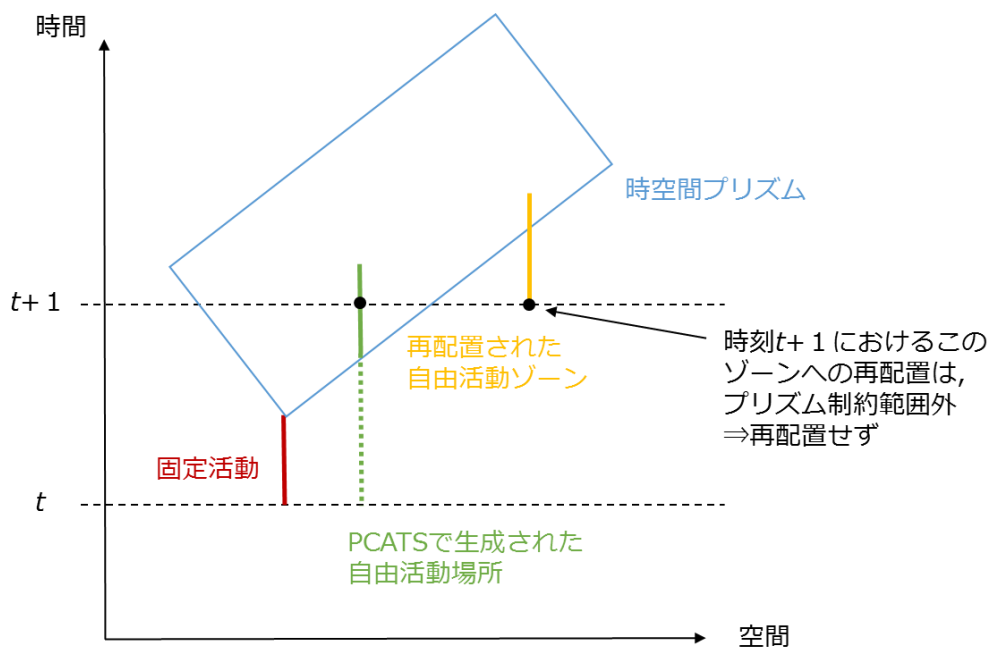 時間
時空間プリズム
t+ 1
再配置された
自由活動ゾーン
時刻t+ 1 におけるこの
ゾーンへの再配置は,
プリズム制約範囲外
⇒再配置せず
固定活動
t
PCATSで生成された
自由活動場所
空間